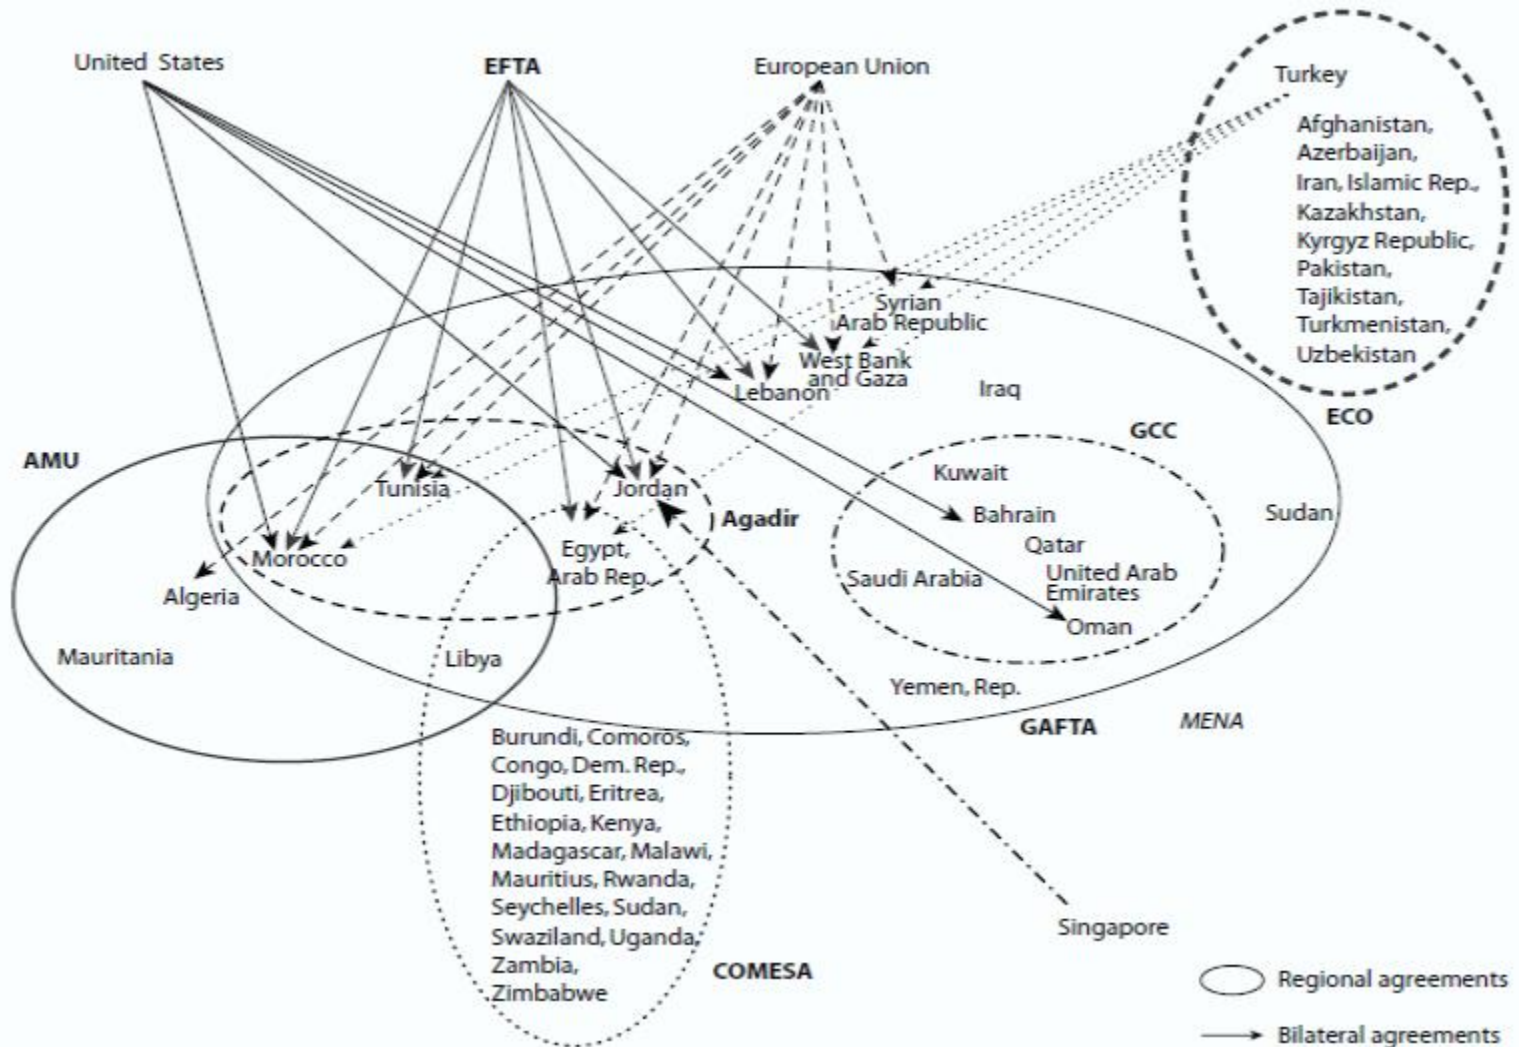 United States
EFTA
European Union
Turkey
Afghanistan,
Azerbaijan,
Iran, Islamic Rep.,
Kazakhstan,
Kyrgyz Republic,
Pakistan,
Tajikistan,
Turkmenistan,
Uzbekistan
ECO
Syrian
Arab Republic
West Bank
and Gaza
Lebanon
Iraq
GCC
Kuwait
Bahrain
Qatar
Saudi Arabia
United Arab
Emirates
Oman
Sudan
AMU
Tunisia
Jordan
Agadir
Morocco
Egypt,
Arab Rep.
Algeria
Mauritania
Libya
Yemen, Rep.
GAFTA
MENA
Burundi, Comoros,
Congo, Dem. Rep.,
Djibouti, Eritrea,
Ethiopia, Kenya,
Madagascar, Malawi,
Mauritius, Rwanda,
Seychelles, Sudan,
Swaziland, Uganda,
Zambia,
Zimbabwe
COMESA
Singapore
Regional agreements
Bilateral agreements